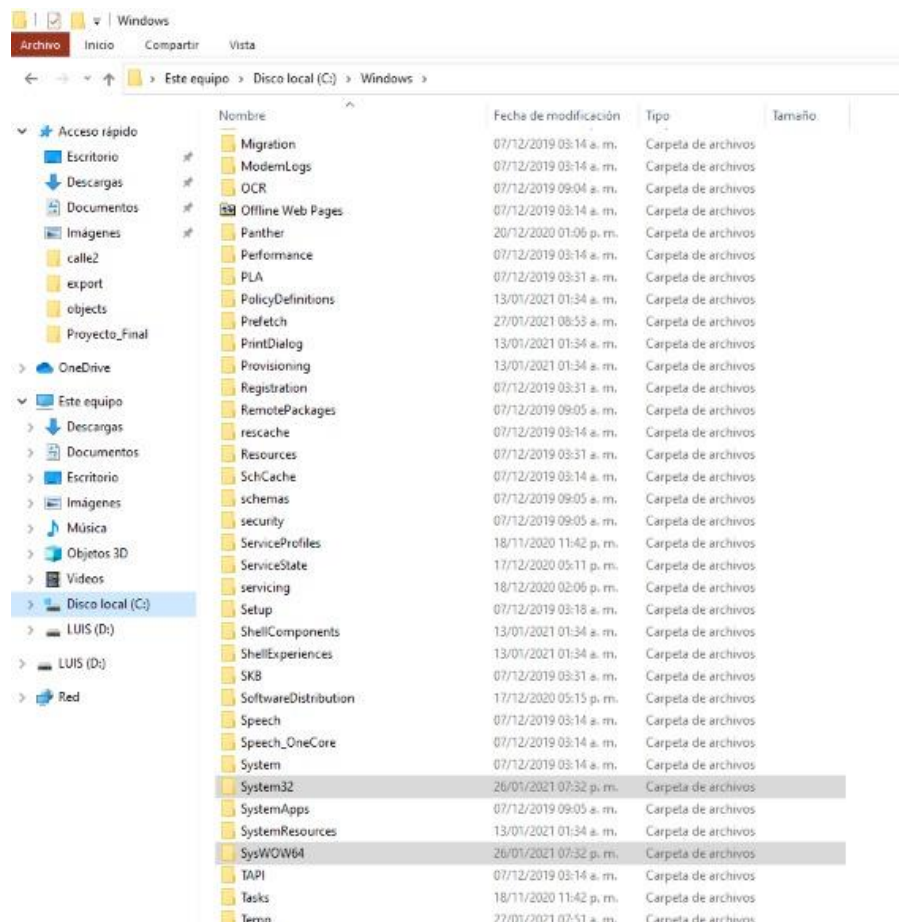 Windows
Archivo Inicio Compartir Vista
Este equipo > Disco local (C:) > Windows >
Nombre Fecha de modificación Tipo Tamaño
Acceso rápido
Escritorio
Descargas
Documentos
Imágenes
calle2
export
objects
Proyecto_Final
OneDrive
Este equipo
Descargas
Documentos
Escritorio
Imágenes
Música
Objetos 3D
Videos
Disco local (C:)
LUIS (D:)
LUIS (D:)
Red
Migration 07/12/2019 03:14 a. m. Carpeta de archivos
ModemLogs 07/12/2019 03:14 a. m. Carpeta de archivos
OCR 07/12/2019 09:04 a. m. Carpeta de archivos
Offline Web Pages 07/12/2019 03:14 a. m. Carpeta de archivos
Panther 20/12/2020 01:06 p. m. Carpeta de archivos
Performance 07/12/2019 03:14 a. m. Carpeta de archivos
PLA 07/12/2019 03:31 a. m. Carpeta de archivos
PolicyDefinitions 13/01/2021 01:34 a. m. Carpeta de archivos
Prefetch 27/01/2021 08:53 a. m. Carpeta de archivos
PrintDialog 13/01/2021 01:34 a. m. Carpeta de archivos
Provisioning 13/01/2021 01:34 a. m. Carpeta de archivos
Registration 07/12/2019 03:31 a. m. Carpeta de archivos
RemotePackages 07/12/2019 09:05 a. m. Carpeta de archivos
rescache 07/12/2019 03:14 a. m. Carpeta de archivos
Resources 07/12/2019 03:31 a. m. Carpeta de archivos
SchCache 07/12/2019 03:14 a. m. Carpeta de archivos
schemas 07/12/2019 09:05 a. m. Carpeta de archivos
security 07/12/2019 09:05 a. m. Carpeta de archivos
ServiceProfiles 18/11/2020 11:42 p. m. Carpeta de archivos
ServiceState 17/12/2020 05:11 p. m. Carpeta de archivos
servicing 18/12/2020 02:06 p. m. Carpeta de archivos
Setup 07/12/2019 03:18 a. m. Carpeta de archivos
ShellComponents 13/01/2021 01:34 a. m. Carpeta de archivos
ShellExperiences 13/01/2021 01:34 a. m. Carpeta de archivos
SKB 07/12/2019 03:31 a. m. Carpeta de archivos
SoftwareDistribution 17/12/2020 05:15 p. m. Carpeta de archivos
Speech 07/12/2019 03:14 a. m. Carpeta de archivos
Speech_OneCore 07/12/2019 03:14 a. m. Carpeta de archivos
System 07/12/2019 03:14 a. m. Carpeta de archivos
System32 26/01/2021 07:32 p. m. Carpeta de archivos
SystemApps 07/12/2019 09:05 a. m. Carpeta de archivos
SystemResources 13/01/2021 01:34 a. m. Carpeta de archivos
SysWOW64 26/01/2021 07:32 p. m. Carpeta de archivos
TAPI 07/12/2019 03:14 a. m. Carpeta de archivos
Tasks 18/11/2020 11:42 p. m. Carpeta de archivos
Temp 27/01/2021 07:51 a. m. Carpeta de archivos